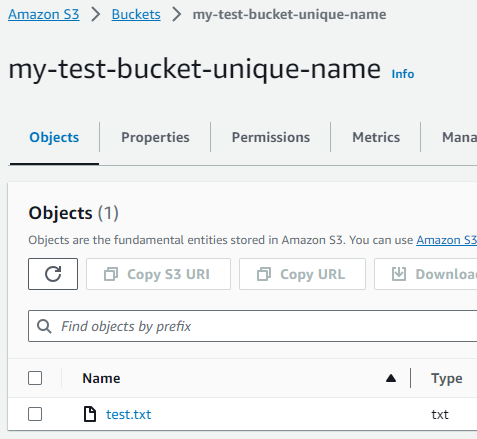 Amazon S3 > Buckets > my-test-bucket-unique-name
my-test-bucket-unique-name Info
Objects Properties Permissions Metrics Mana
Objects (1)
Objects are the fundamental entities stored in Amazon S3. You can use Amazon S3
Copy S3 URI Copy URL Download
Find objects by prefix
Name Type
test.txt txt